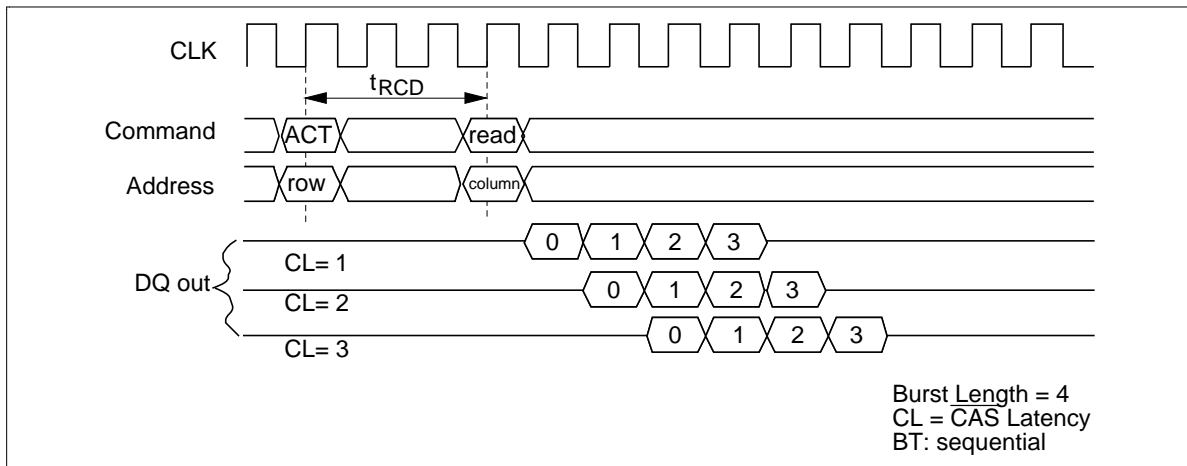 CLK
tRCD
Command ACT read
Address row column
0 1 2 3
CL= 1
DQ out
0 1 2 3
CL= 2
0 1 2 3
CL= 3
Burst Length = 4
CL = CAS Latency
BT: sequential